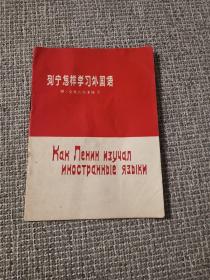 列宁怎样学习外国语
Как Ленин изучал
иностранные языки